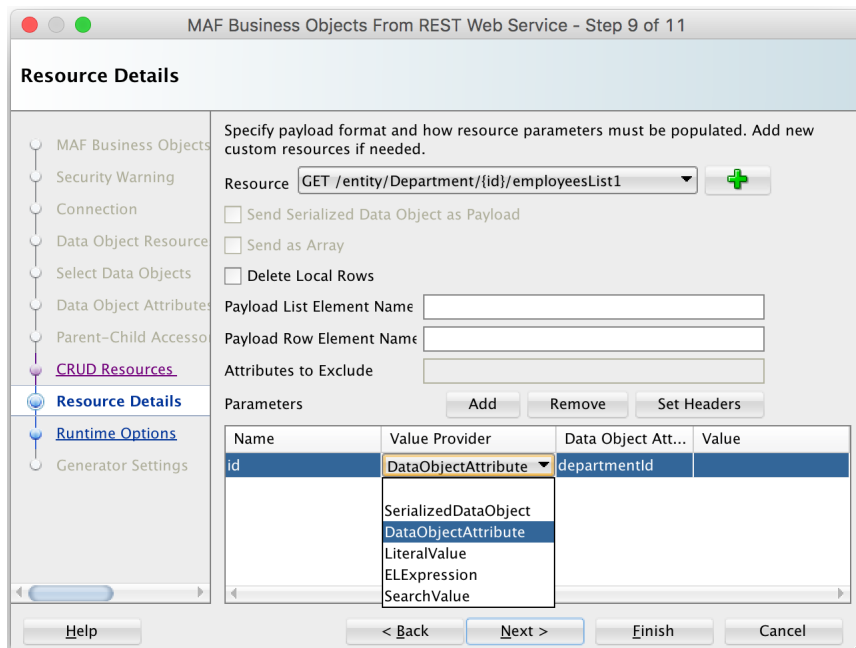 MAF Business Objects From REST Web Service - Step 9 of 11
Resource Details
MAF Business Objects
Security Warning
Connection
Data Object Resource
Select Data Objects
Data Object Attributes
Parent-Child Accesso
CRUD Resources
Resource Details
Runtime Options
Generator Settings
Specify payload format and how resource parameters must be populated. Add new
custom resources if needed.
Resource GET /entity/Department/{id}/employeesList1
Send Serialized Data Object as Payload
Send as Array
Delete Local Rows
Payload List Element Name
Payload Row Element Name
Attributes to Exclude
Parameters Add Remove Set Headers
Name Value Provider Data Object Att... Value
id DataObjectAttribute departmentId
SerializedDataObject
DataObjectAttribute
LiteralValue
ELExpression
SearchValue
Help < Back Next > Finish Cancel